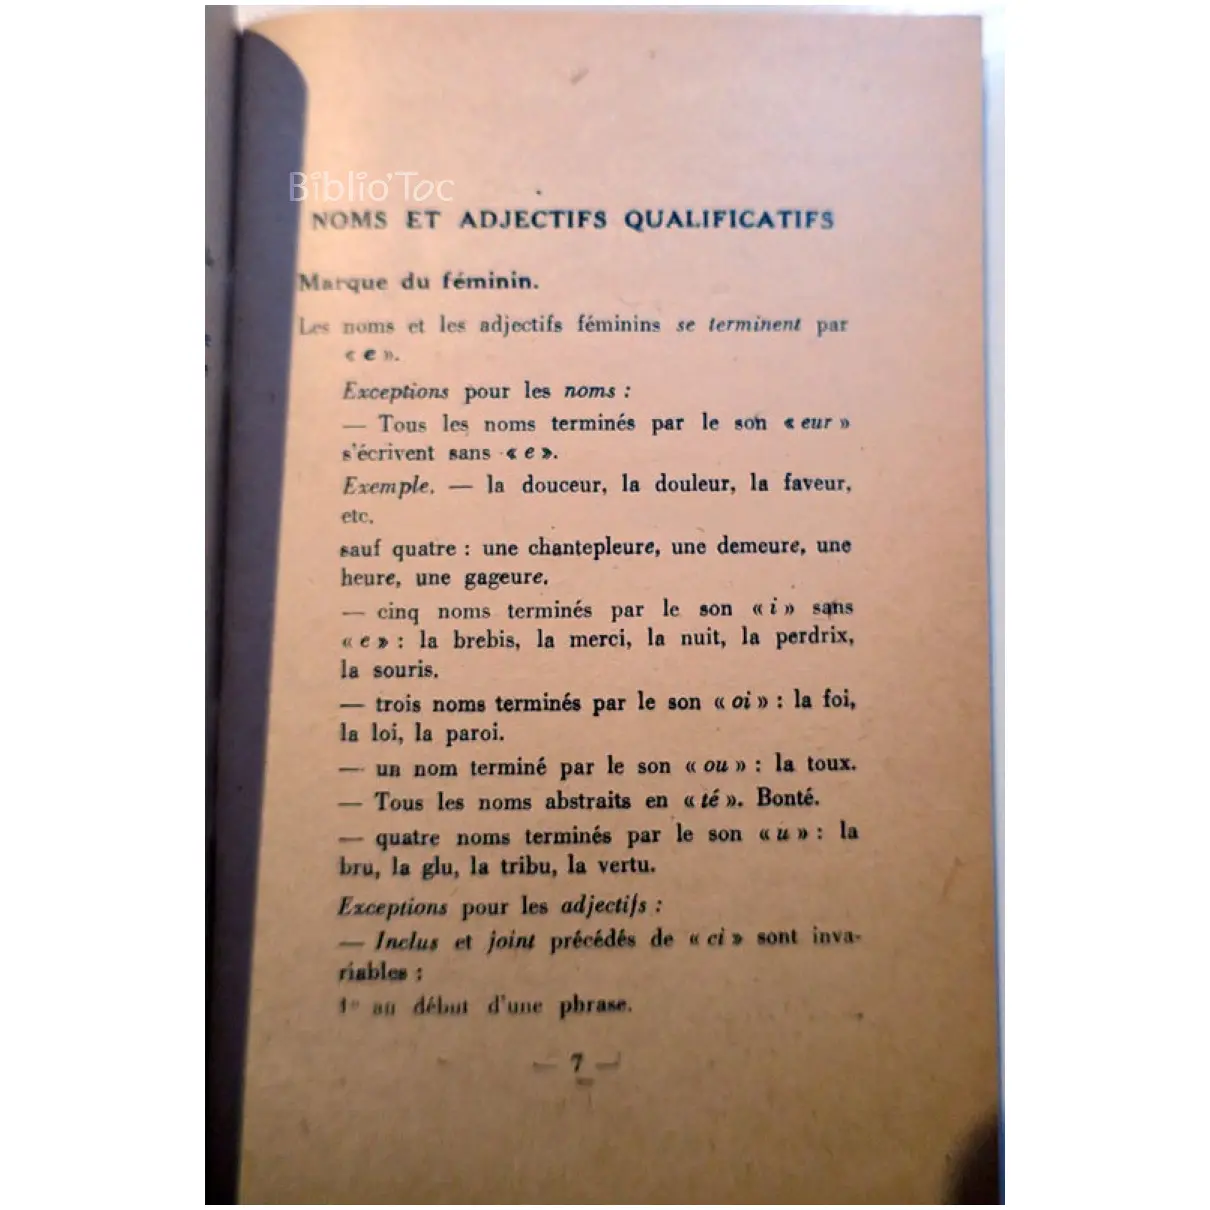 Biblio'Toc
NOMS ET ADJECTIFS QUALIFICATIFS
Marque du féminin.
Les noms et les adjectifs féminins se terminent par
« e ».
Exceptions pour les noms :
— Tous les noms terminés par le son « eur »
s'écrivent sans « e ».
Exemple. — la douceur, la douleur, la faveur,
etc.
sauf quatre : une chantepleure, une demeure, une
heure, une gageure.
— cinq noms terminés par le son « i » sans
« e » : la brebis, la merci, la nuit, la perdrix,
la souris.
— trois noms terminés par le son « oi » : la foi,
la loi, la paroi.
— un nom terminé par le son « ou » : la toux.
— Tous les noms abstraits en « té ». Bonté.
— quatre noms terminés par le son « u » : la
bru, la glu, la tribu, la vertu.
Exceptions pour les adjectifs :
— Inclus et joint précédés de « ci » sont inva-
riables :
1° au début d'une phrase.
— 7 —